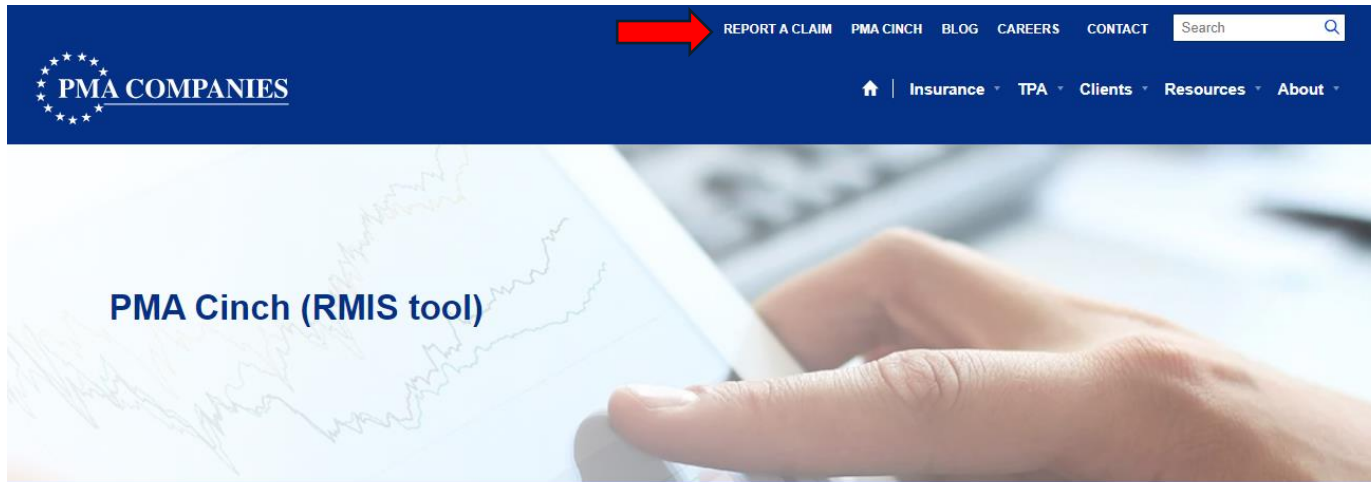 REPORT A CLAIM PMA CINCH BLOG CAREERS CONTACT Search
PMA COMPANIES
Insurance TPA Clients Resources About
PMA Cinch (RMIS tool)